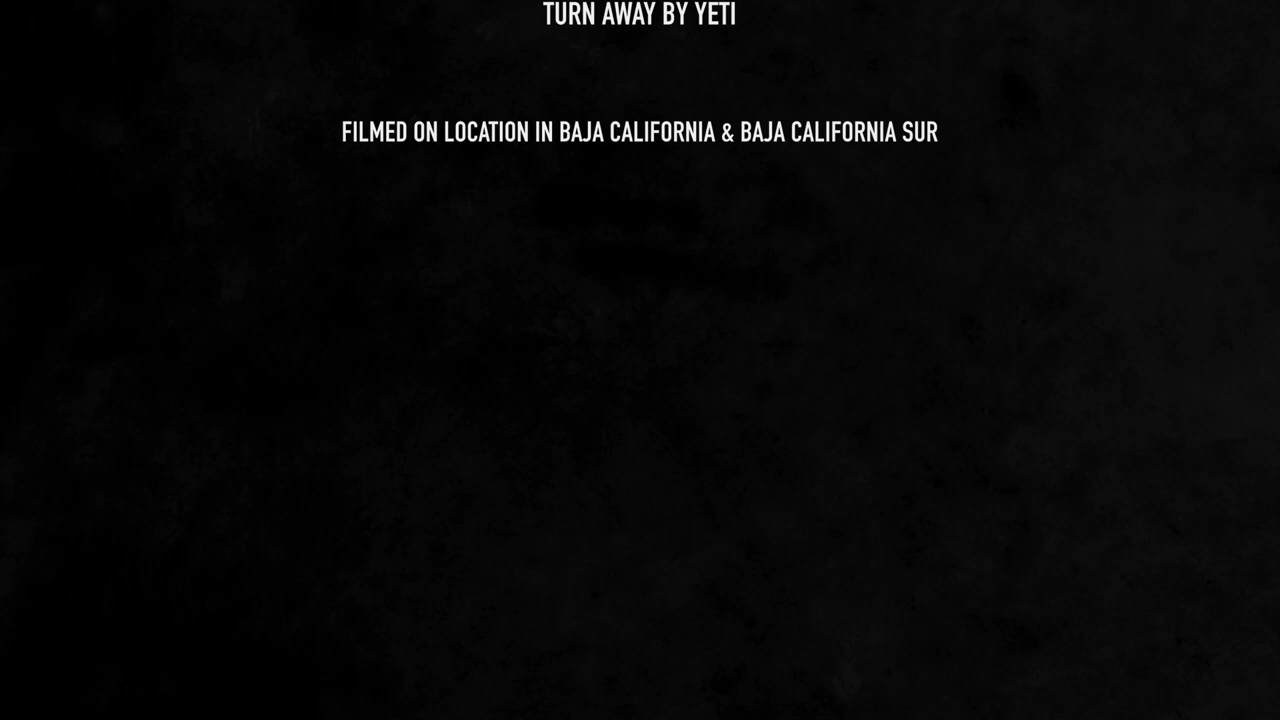 TURN AWAY BY YETI
FILMED ON LOCATION IN BAJA CALIFORNIA & BAJA CALIFORNIA SUR